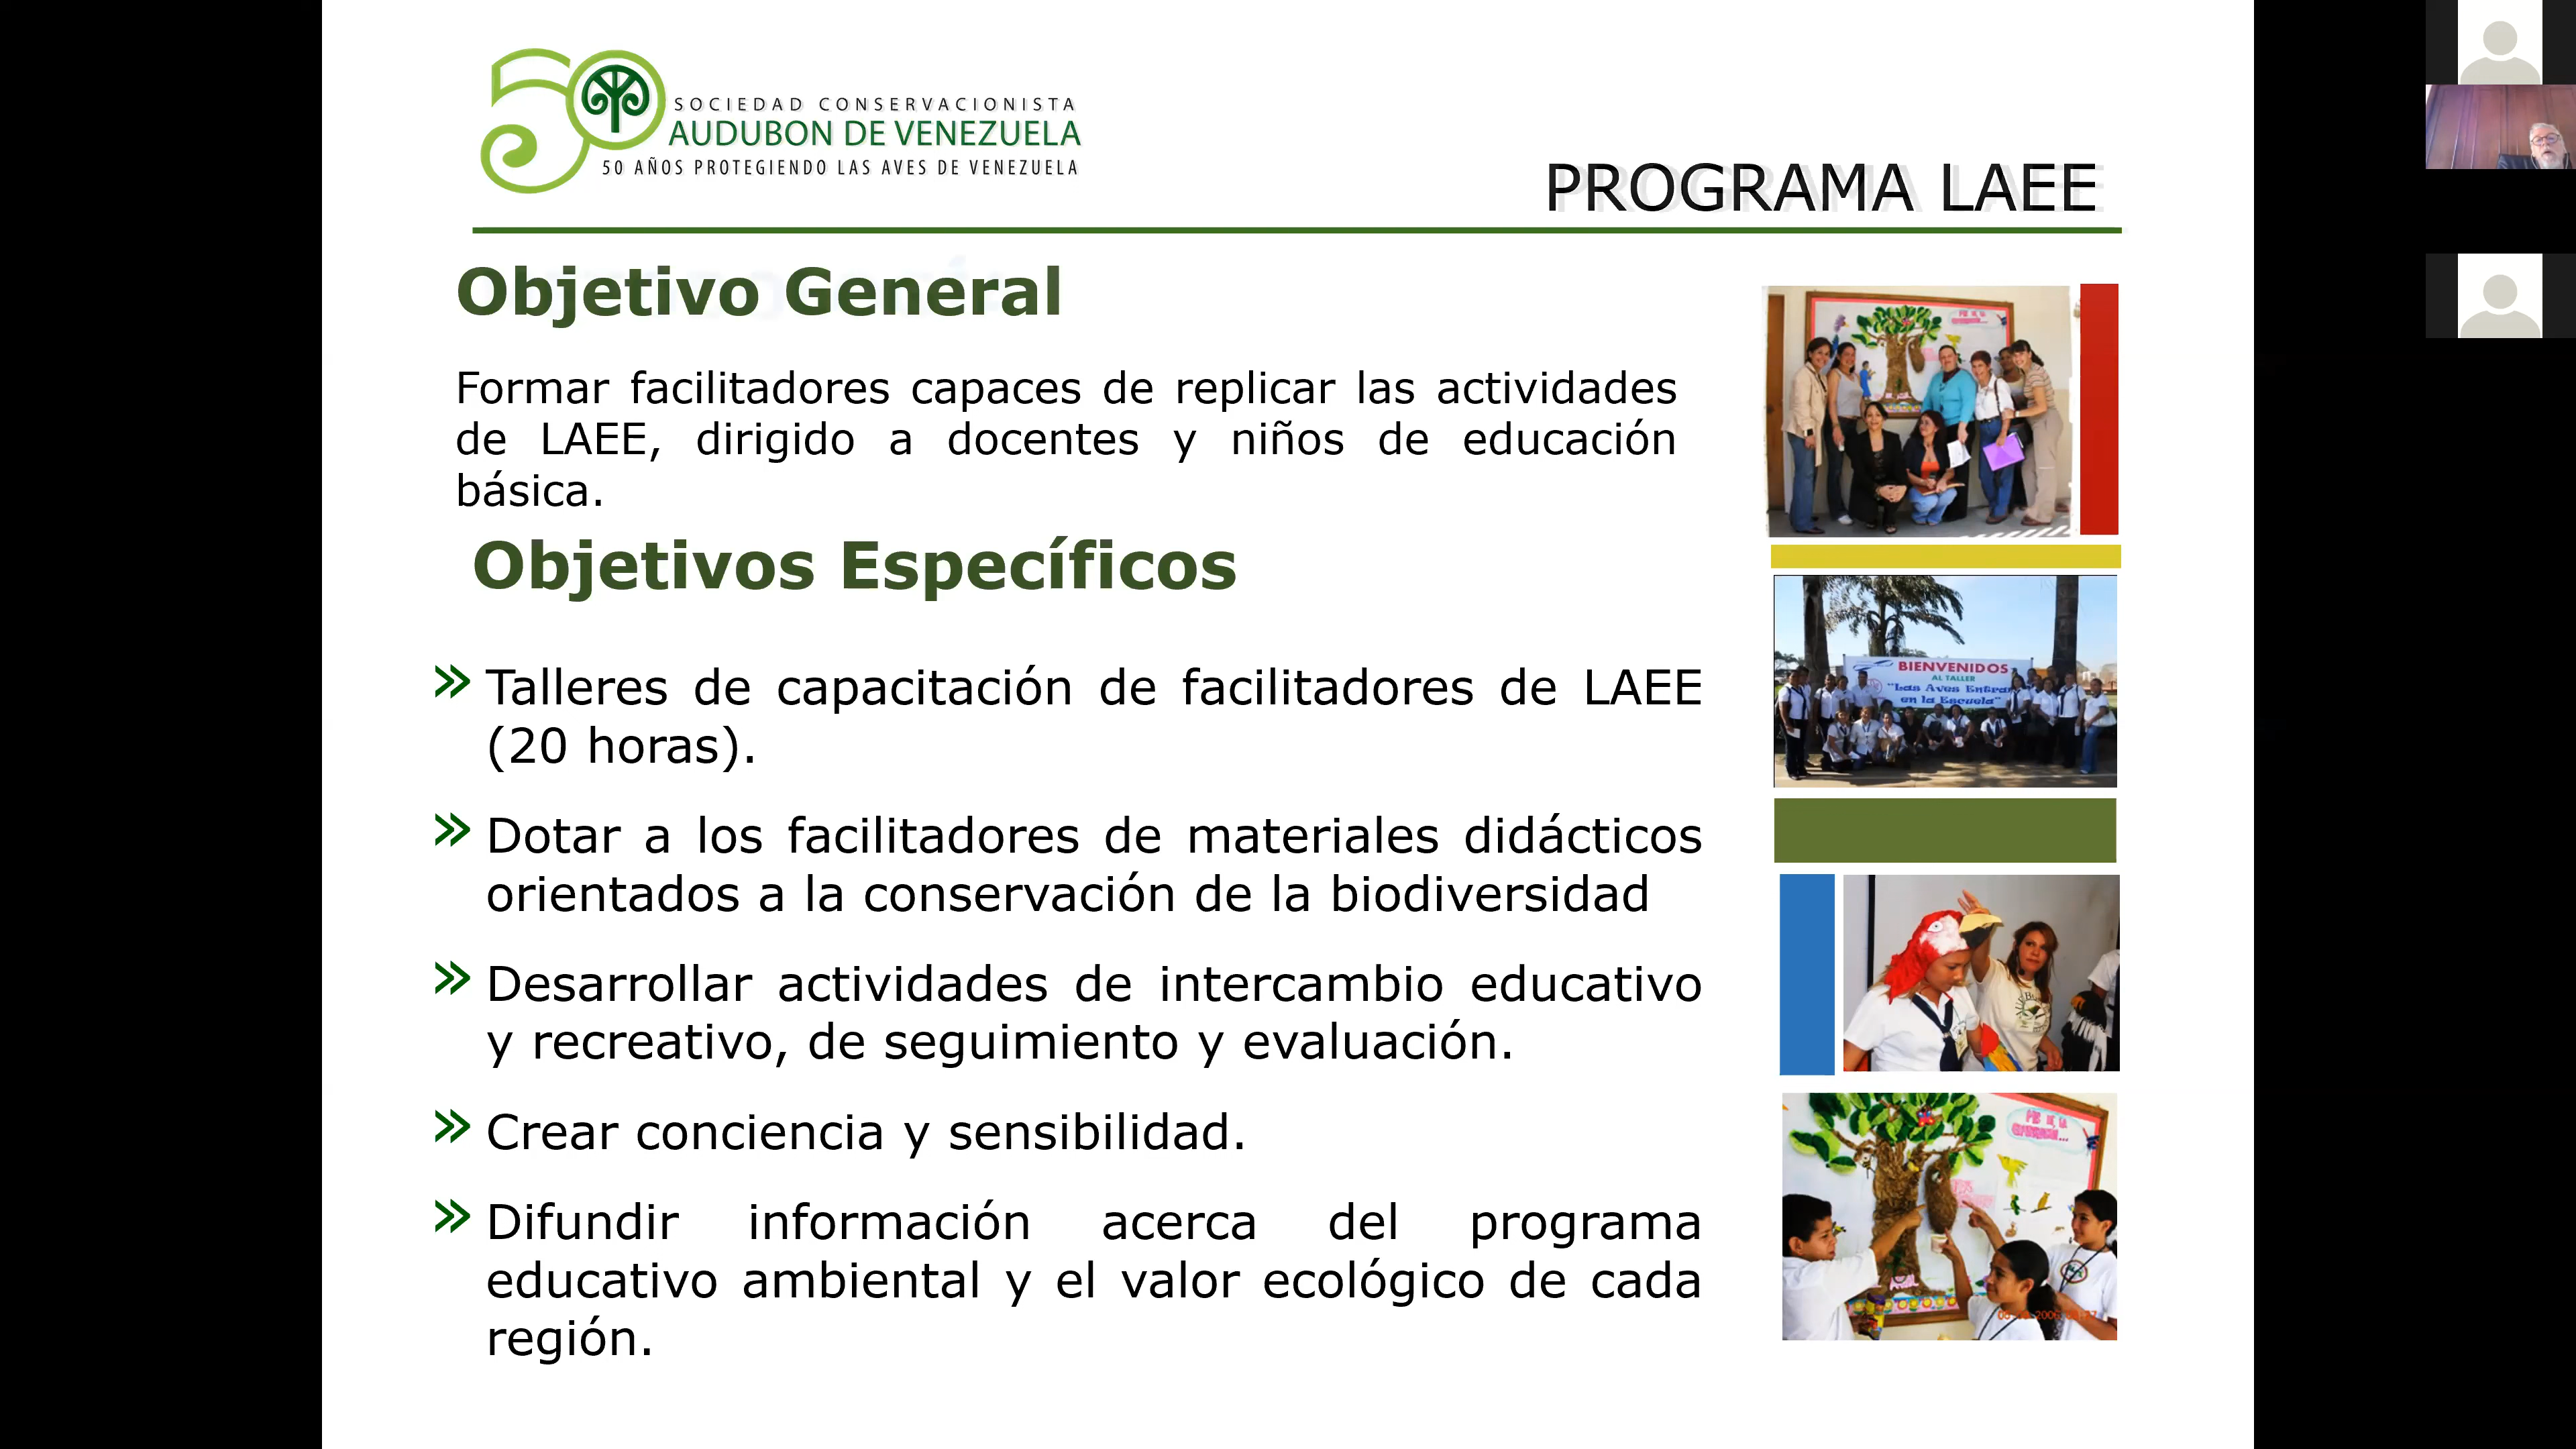 50
SOCIEDAD CONSERVACIONISTA
AUDUBON DE VENEZUELA
50 AÑOS PROTEGIENDO LAS AVES DE VENEZUELA
PROGRAMA LAEE
Objetivo General
Formar facilitadores capaces de replicar las actividades
de LAEE, dirigido a docentes y niños de educación
básica.
Objetivos Específicos
» Talleres de capacitación de facilitadores de LAEE
(20 horas).
» Dotar a los facilitadores de materiales didácticos
orientados a la conservación de la biodiversidad
» Desarrollar actividades de intercambio educativo
y recreativo, de seguimiento y evaluación.
» Crear conciencia y sensibilidad.
» Difundir información acerca del programa
educativo ambiental y el valor ecológico de cada
región.
BIENVENIDOS
AL TALLER
"Las Aves Entran
en la Escuela"